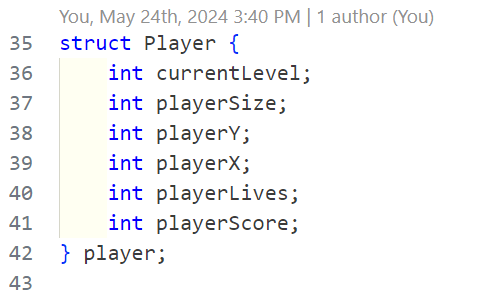 You, May 24th, 2024 3:40 PM | 1 author (You)
35 struct Player {
36     int currentLevel;
37     int playerSize;
38     int playerY;
39     int playerX;
40     int playerLives;
41     int playerScore;
42 } player;
43